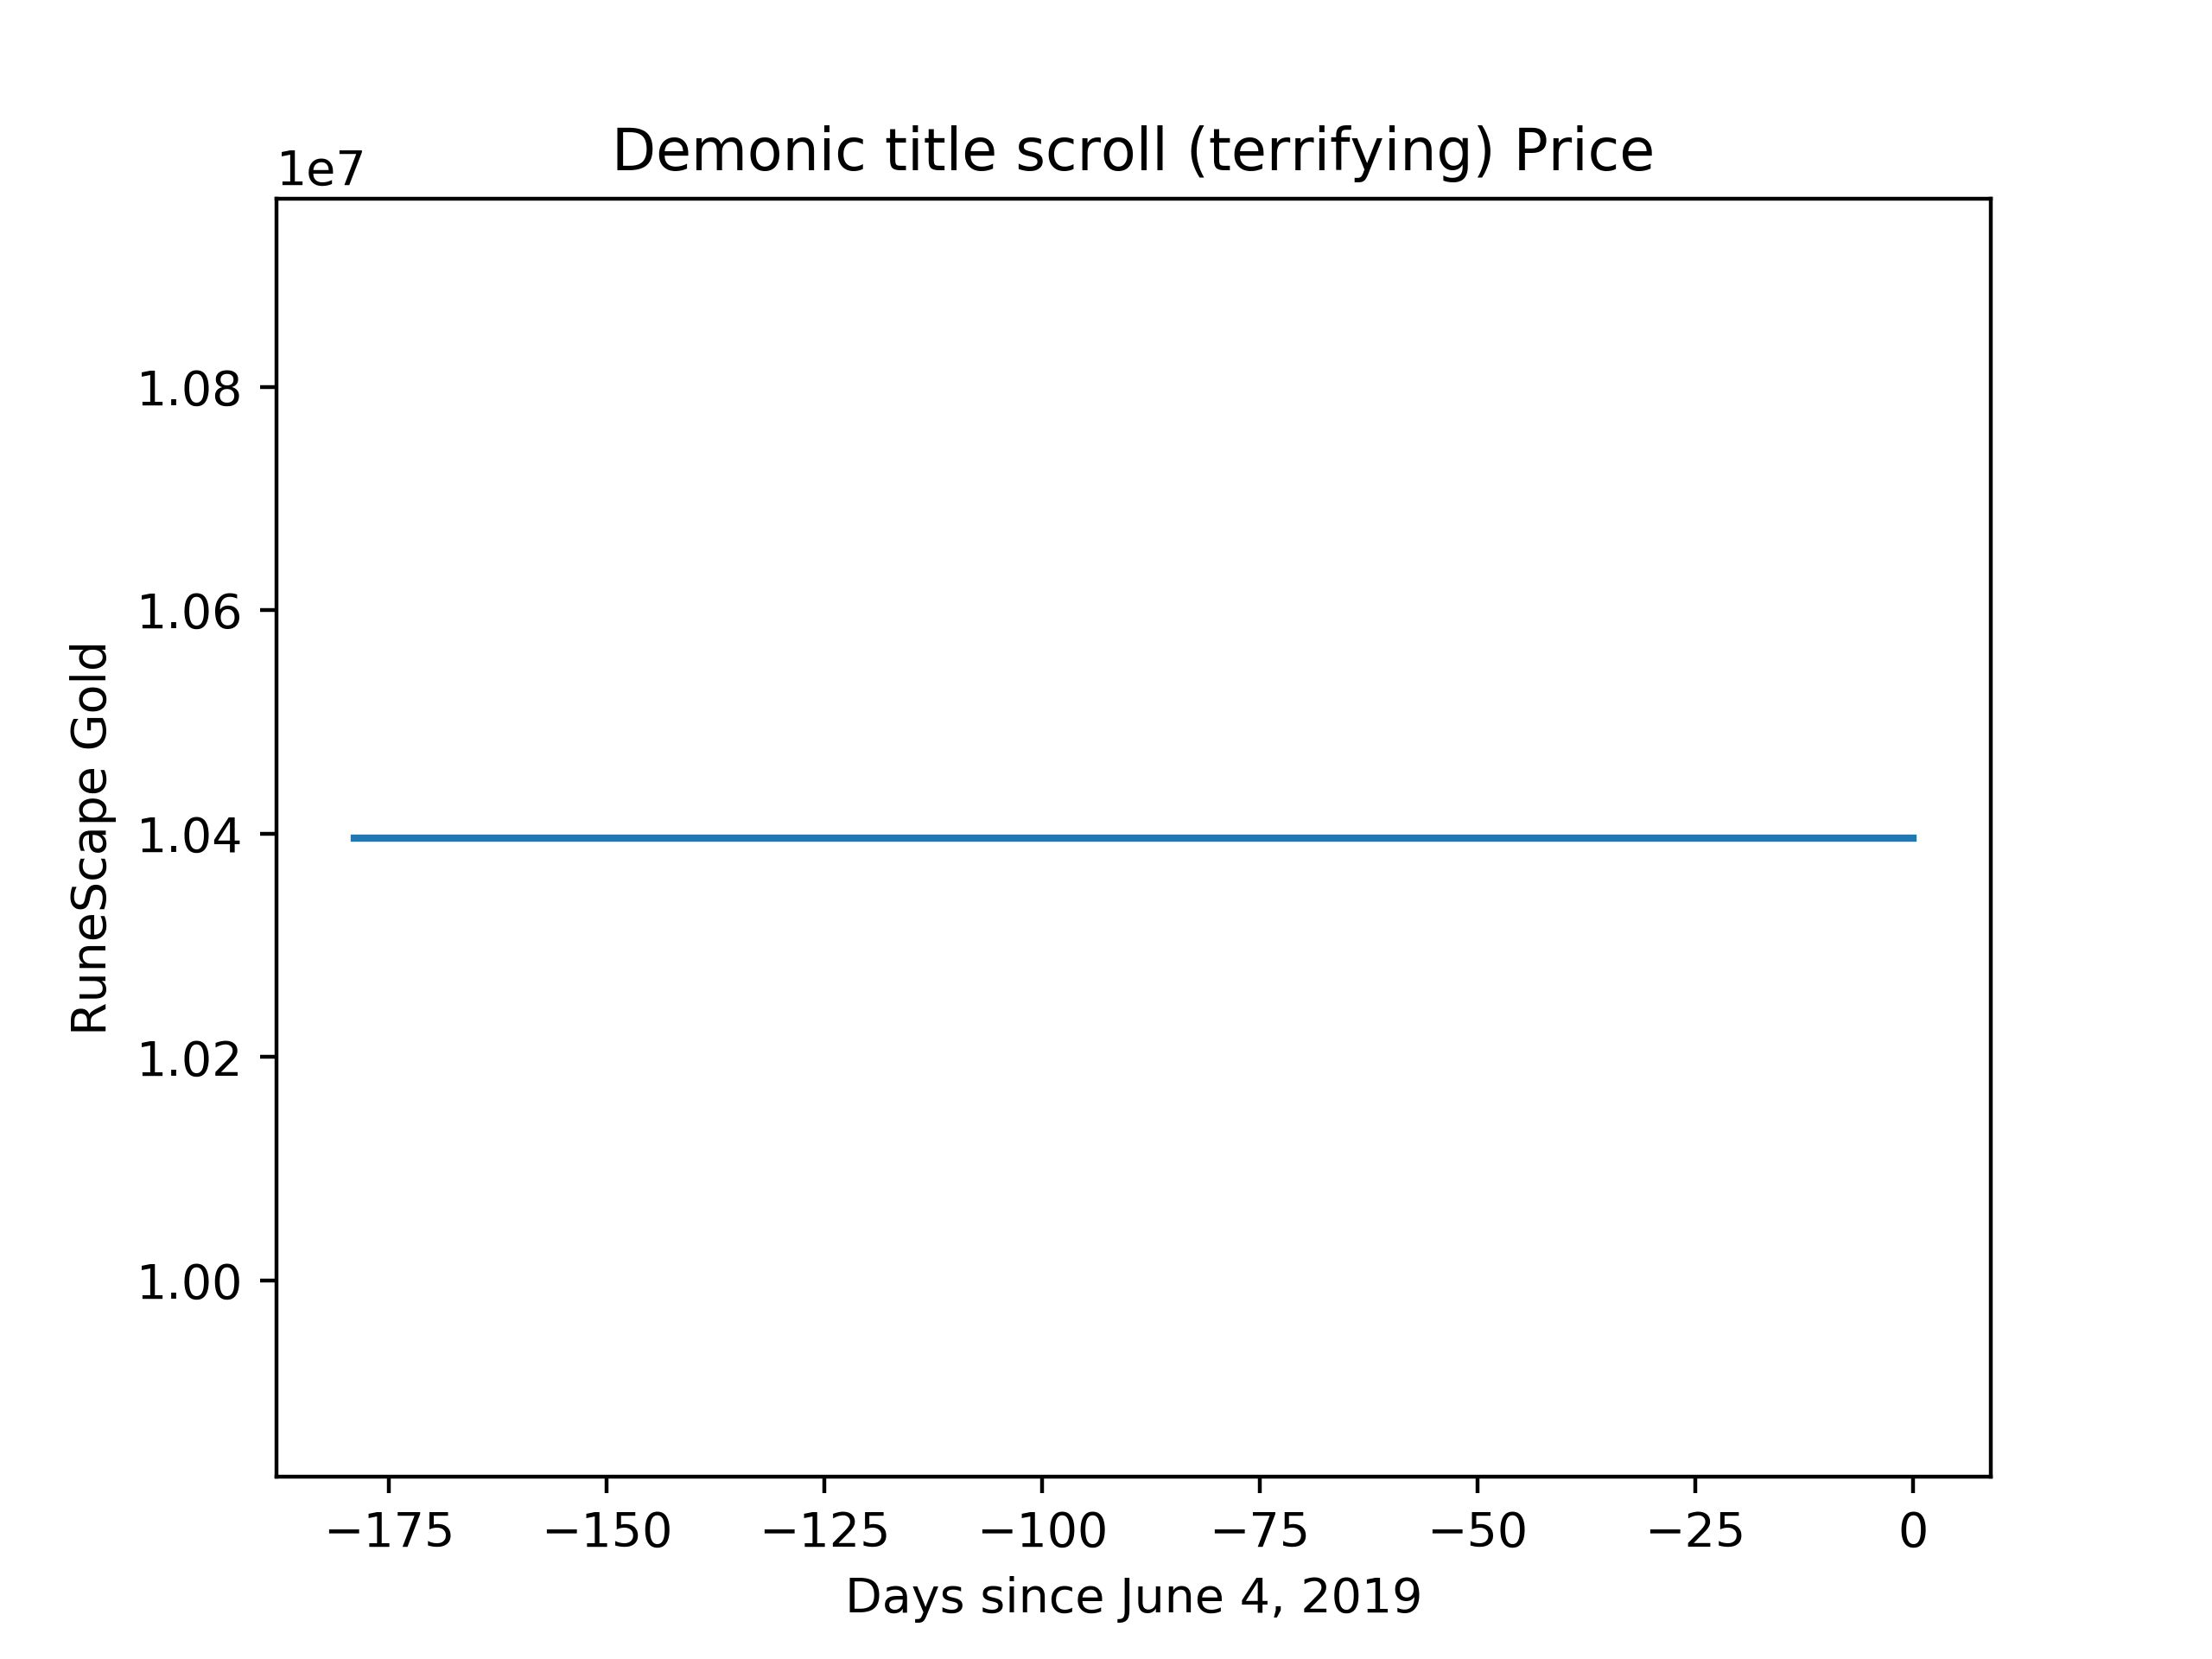 Demonic title scroll (terrifying) Price
1e7
1.08
1.06
1.04
1.02
1.00
RuneScape Gold
−175 −150 −125 −100 −75 −50 −25 0
Days since June 4, 2019